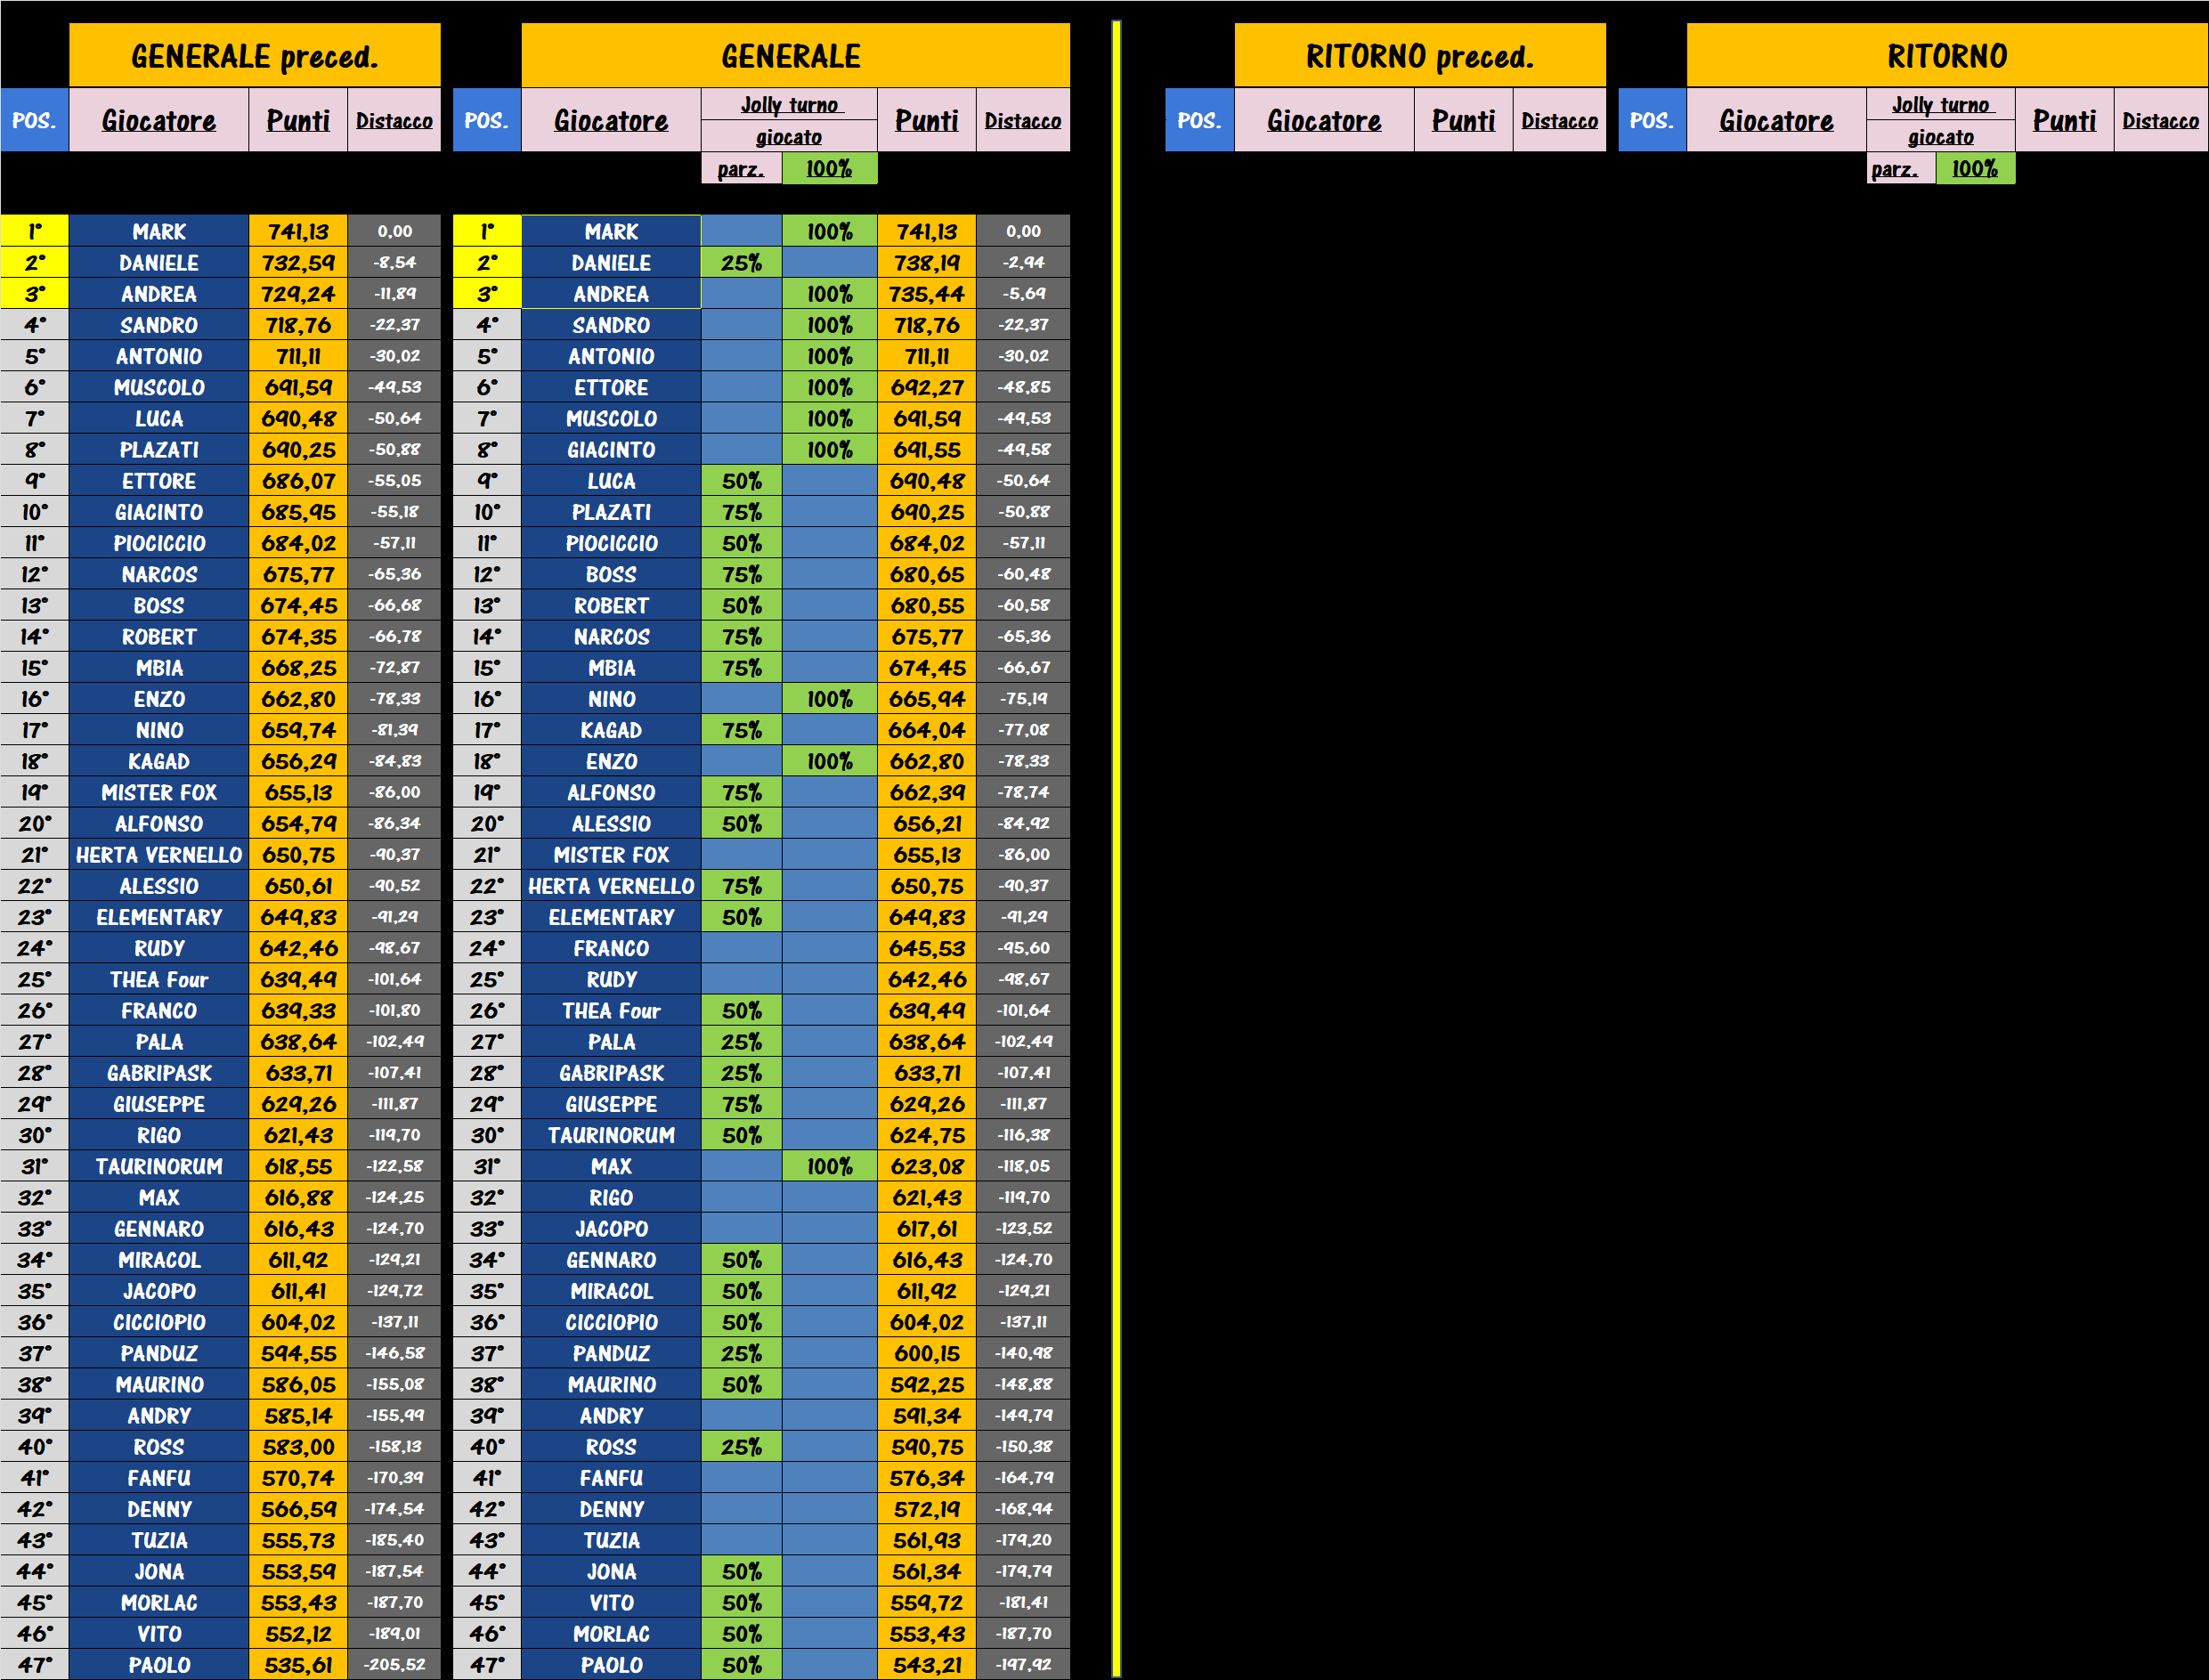 GENERALE preced. GENERALE RITORNO preced. RITORNO
POS. Giocatore Punti Distacco POS. Giocatore Jolly turno giocato Punti Distacco POS. Giocatore Punti Distacco POS. Giocatore Jolly turno giocato Punti Distacco
parz. 100% parz. 100%
1° MARK 741,13 0,00 1° MARK 100% 741,13 0,00
2° DANIELE 732,59 -8,54 2° DANIELE 25% 738,19 -2,94
3° ANDREA 729,24 -11,89 3° ANDREA 100% 735,44 -5,69
4° SANDRO 718,76 -22,37 4° SANDRO 100% 718,76 -22,37
5° ANTONIO 711,11 -30,02 5° ANTONIO 100% 711,11 -30,02
6° MUSCOLO 691,59 -49,53 6° ETTORE 100% 692,27 -48,85
7° LUCA 690,48 -50,64 7° MUSCOLO 100% 691,59 -49,53
8° PLAZATI 690,25 -50,88 8° GIACINTO 100% 691,55 -49,58
9° ETTORE 686,07 -55,05 9° LUCA 50% 690,48 -50,64
10° GIACINTO 685,95 -55,18 10° PLAZATI 75% 690,25 -50,88
11° PIOCICCIO 684,02 -57,11 11° PIOCICCIO 50% 684,02 -57,11
12° NARCOS 675,77 -65,36 12° BOSS 75% 680,65 -60,48
13° BOSS 674,45 -66,68 13° ROBERT 50% 680,55 -60,58
14° ROBERT 674,35 -66,78 14° NARCOS 75% 675,77 -65,36
15° MBIA 668,25 -72,87 15° MBIA 75% 674,45 -66,67
16° ENZO 662,80 -78,33 16° NINO 100% 665,94 -75,19
17° NINO 659,74 -81,39 17° KAGAD 75% 664,04 -77,08
18° KAGAD 656,29 -84,83 18° ENZO 100% 662,80 -78,33
19° MISTER FOX 655,13 -86,00 19° ALFONSO 75% 662,39 -78,74
20° ALFONSO 654,79 -86,34 20° ALESSIO 50% 656,21 -84,92
21° HERTA VERNELLO 650,75 -90,37 21° MISTER FOX 655,13 -86,00
22° ALESSIO 650,61 -90,52 22° HERTA VERNELLO 75% 650,75 -90,37
23° ELEMENTARY 649,83 -91,29 23° ELEMENTARY 50% 649,83 -91,29
24° RUDY 642,46 -98,67 24° FRANCO 645,53 -95,60
25° THEA Four 639,49 -101,64 25° RUDY 642,46 -98,67
26° FRANCO 639,33 -101,80 26° THEA Four 50% 639,49 -101,64
27° PALA 638,64 -102,49 27° PALA 25% 638,64 -102,49
28° GABRIPASK 633,71 -107,41 28° GABRIPASK 25% 633,71 -107,41
29° GIUSEPPE 629,26 -111,87 29° GIUSEPPE 75% 629,26 -111,87
30° RIGO 621,43 -119,70 30° TAURINORUM 50% 624,75 -116,38
31° TAURINORUM 618,55 -122,58 31° MAX 100% 623,08 -118,05
32° MAX 616,88 -124,25 32° RIGO 621,43 -119,70
33° GENNARO 616,43 -124,70 33° JACOPO 617,61 -123,52
34° MIRACOL 611,92 -129,21 34° GENNARO 50% 616,43 -124,70
35° JACOPO 611,41 -129,72 35° MIRACOL 50% 611,92 -129,21
36° CICCIOPIO 604,02 -137,11 36° CICCIOPIO 50% 604,02 -137,11
37° PANDUZ 594,55 -146,58 37° PANDUZ 25% 600,15 -140,98
38° MAURINO 586,05 -155,08 38° MAURINO 50% 592,25 -148,88
39° ANDRY 585,14 -155,99 39° ANDRY 591,34 -149,79
40° ROSS 583,00 -158,13 40° ROSS 25% 590,75 -150,38
41° FANFU 570,74 -170,39 41° FANFU 576,34 -164,79
42° DENNY 566,59 -174,54 42° DENNY 572,19 -168,94
43° TUZIA 555,73 -185,40 43° TUZIA 561,93 -179,20
44° JONA 553,59 -187,54 44° JONA 50% 561,34 -179,79
45° MORLAC 553,43 -187,70 45° VITO 50% 559,72 -181,41
46° VITO 552,12 -189,01 46° MORLAC 50% 553,43 -187,70
47° PAOLO 535,61 -205,52 47° PAOLO 50% 543,21 -197,92